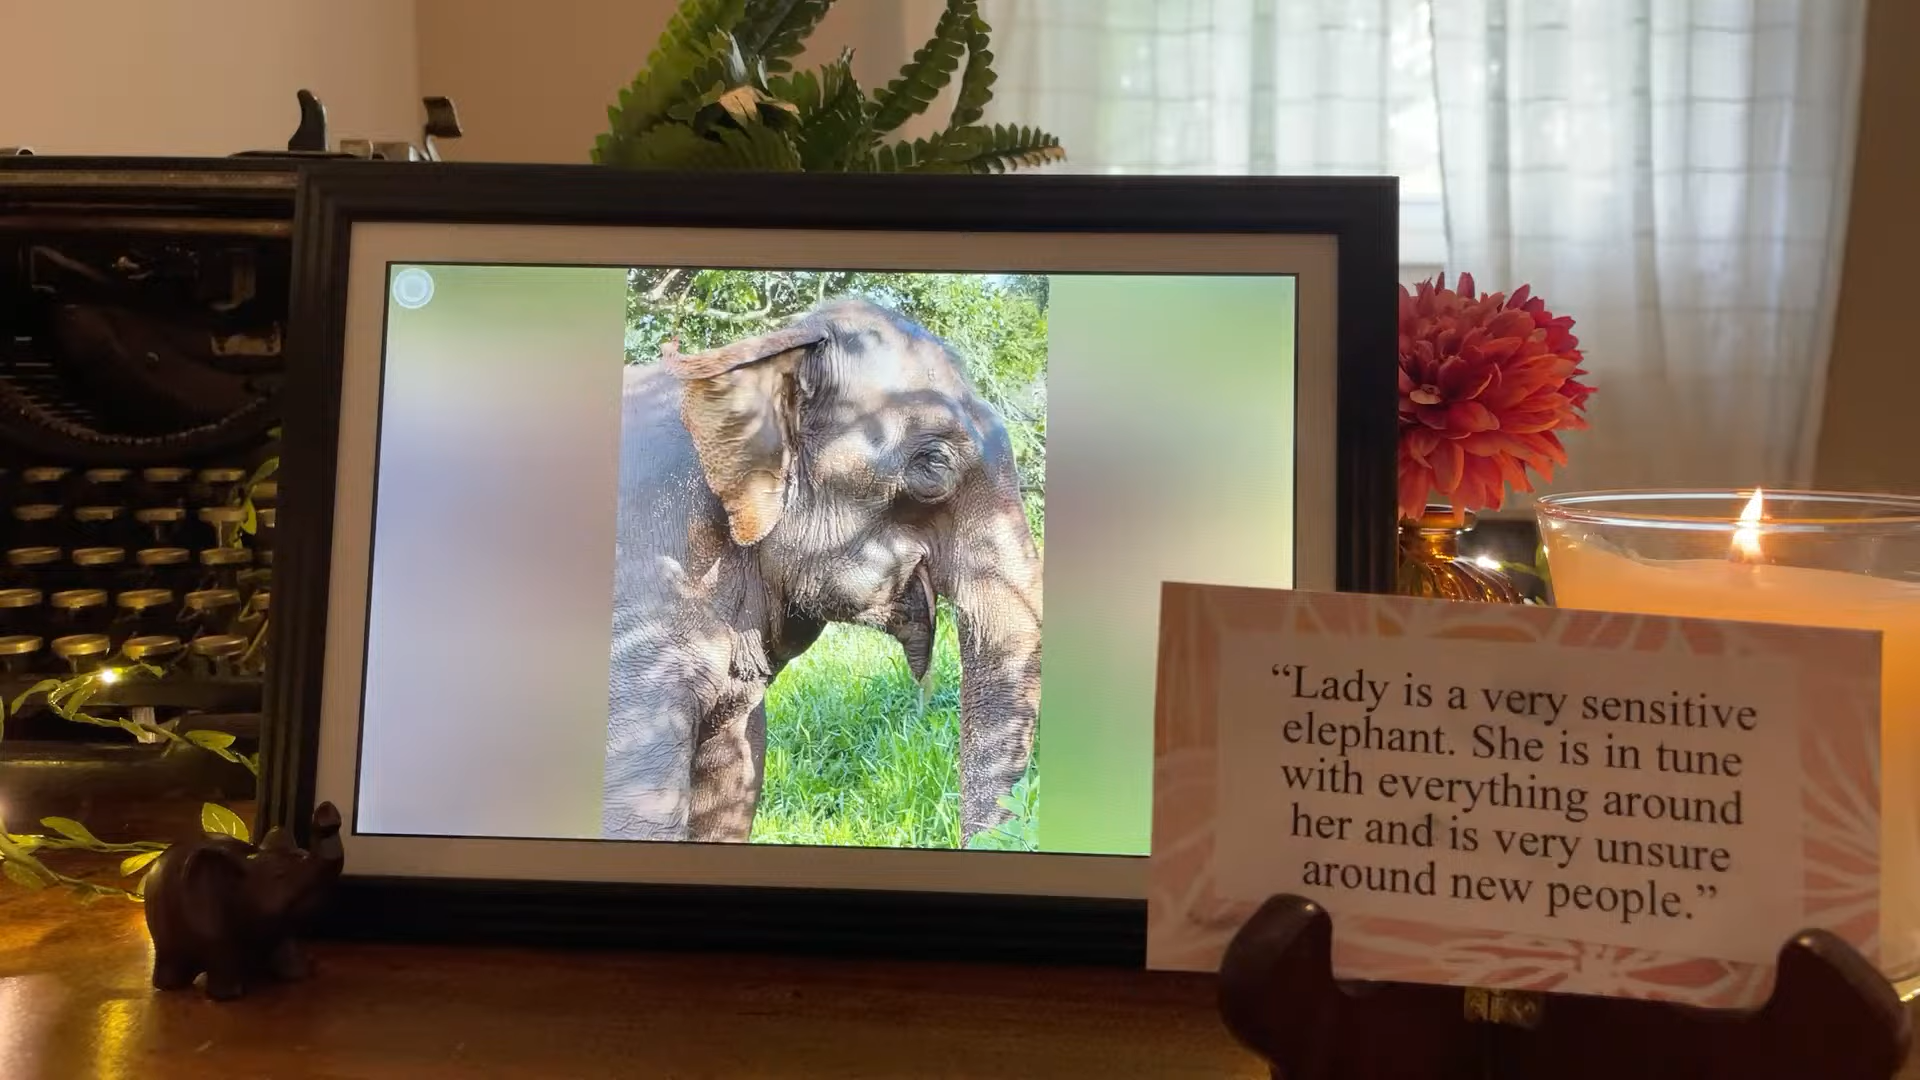 “Lady is a very sensitive
elephant. She is in tune
with everything around
her and is very unsure
around new people.”